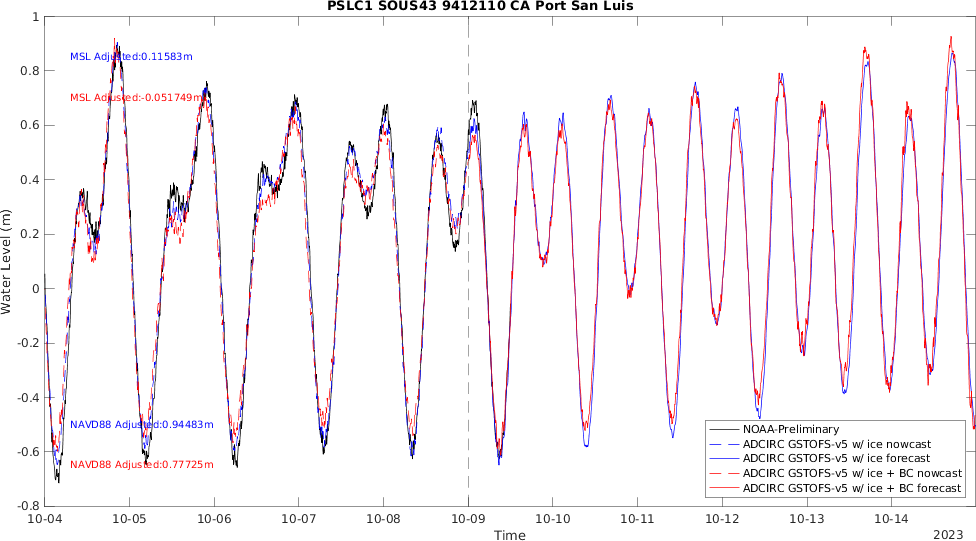 PSLC1 SOUS43 9412110 CA Port San Luis
1
0.8
0.6
0.4
0.2
0
-0.2
-0.4
-0.6
-0.8
Water Level (m)
MSL Adjusted:0.11583m
MSL Adjusted:-0.051749m
NAVD88 Adjusted:0.94483m
NAVD88 Adjusted:0.77725m
NOAA-Preliminary
ADCIRC GSTOFS-v5 w/ ice nowcast
ADCIRC GSTOFS-v5 w/ ice forecast
ADCIRC GSTOFS-v5 w/ ice + BC nowcast
ADCIRC GSTOFS-v5 w/ ice + BC forecast
10-04 10-05 10-06 10-07 10-08 10-09 10-10 10-11 10-12 10-13 10-14
Time
2023